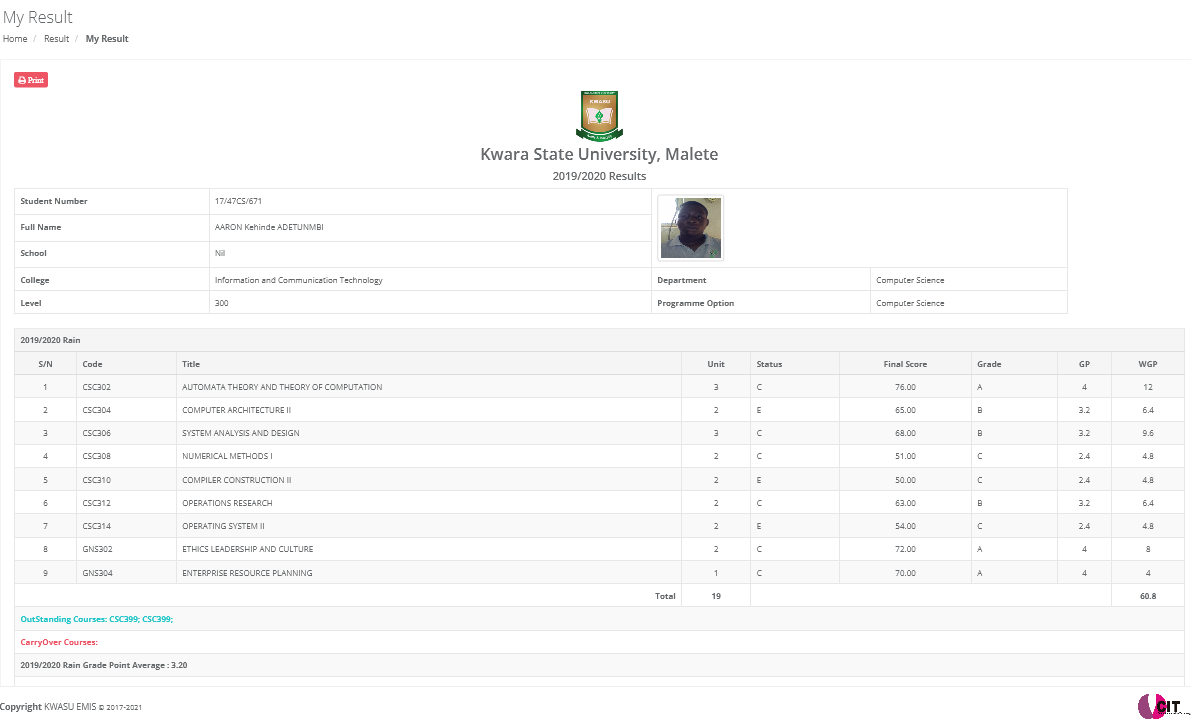 My Result
Home / Result / My Result
Print
KWASU
Kwara State University, Malete
2019/2020 Results
Student Number 17/47CS/671
Full Name AARON Kehinde ADETUNMBI
School Nil
College Information and Communication Technology Department Computer Science
Level 300 Programme Option Computer Science
2019/2020 Rain
S/N Code Title Unit Status Final Score Grade GP WGP
1 CSC302 AUTOMATA THEORY AND THEORY OF COMPUTATION 3 C 76.00 A 4 12
2 CSC304 COMPUTER ARCHITECTURE II 2 E 65.00 B 3.2 6.4
3 CSC306 SYSTEM ANALYSIS AND DESIGN 3 C 68.00 B 3.2 9.6
4 CSC308 NUMERICAL METHODS I 2 C 51.00 C 2.4 4.8
5 CSC310 COMPILER CONSTRUCTION II 2 E 50.00 C 2.4 4.8
6 CSC312 OPERATIONS RESEARCH 2 C 63.00 B 3.2 6.4
7 CSC314 OPERATING SYSTEM II 2 E 54.00 C 2.4 4.8
8 GNS302 ETHICS LEADERSHIP AND CULTURE 2 C 72.00 A 4 8
9 GNS304 ENTERPRISE RESOURCE PLANNING 1 C 70.00 A 4 4
Total 19 60.8
OutStanding Courses: CSC399; CSC399;
CarryOver Courses:
2019/2020 Rain Grade Point Average : 3.20
Copyright KWASU EMIS © 2017-2021
CIT